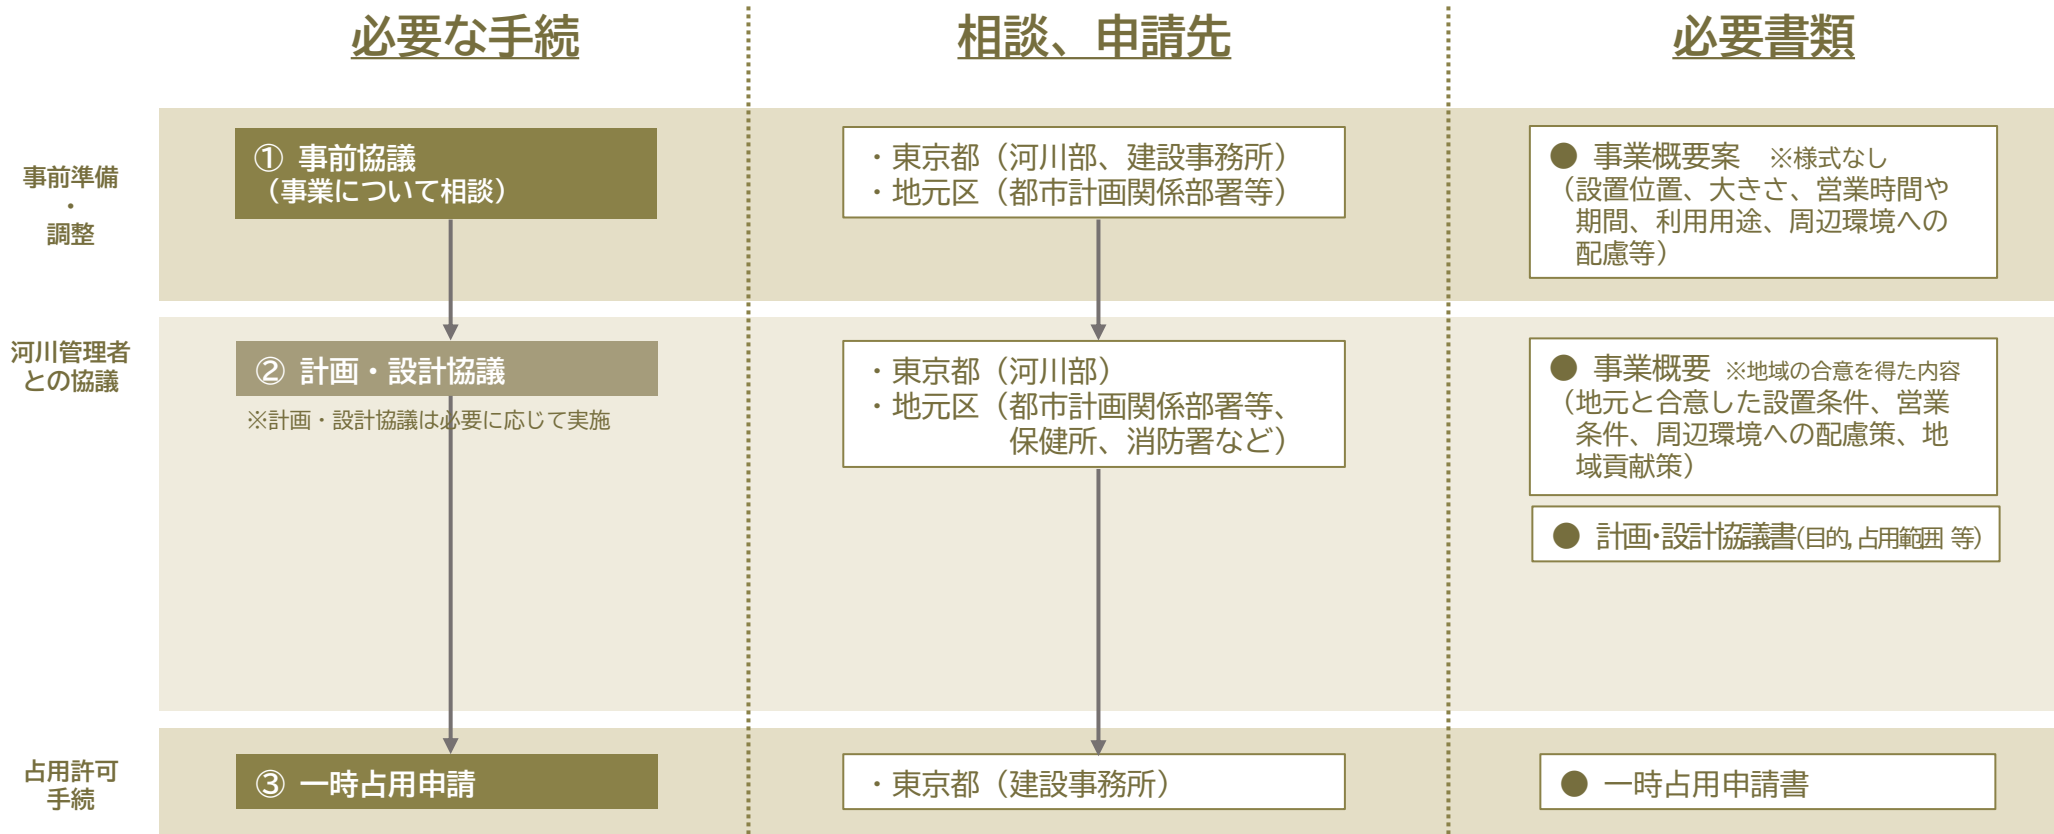 必要な手続
相談、申請先
必要書類
事前準備
・
調整
① 事前協議
（事業について相談）
・東京都（河川部、建設事務所）
・地元区（都市計画関係部署等）
● 事業概要案 ※様式なし
（設置位置、大きさ、営業時間や
期間、利用用途、周辺環境への
配慮等）
河川管理者
との協議
② 計画・設計協議
※計画・設計協議は必要に応じて実施
・東京都（河川部）
・地元区（都市計画関係部署等、
保健所、消防署など）
● 事業概要 ※地域の合意を得た内容
（地元と合意した設置条件、営業
条件、周辺環境への配慮策、地
域貢献策）
● 計画・設計協議書(目的, 占用範囲 等)
占用許可
手続
③ 一時占用申請
・東京都（建設事務所）
● 一時占用申請書